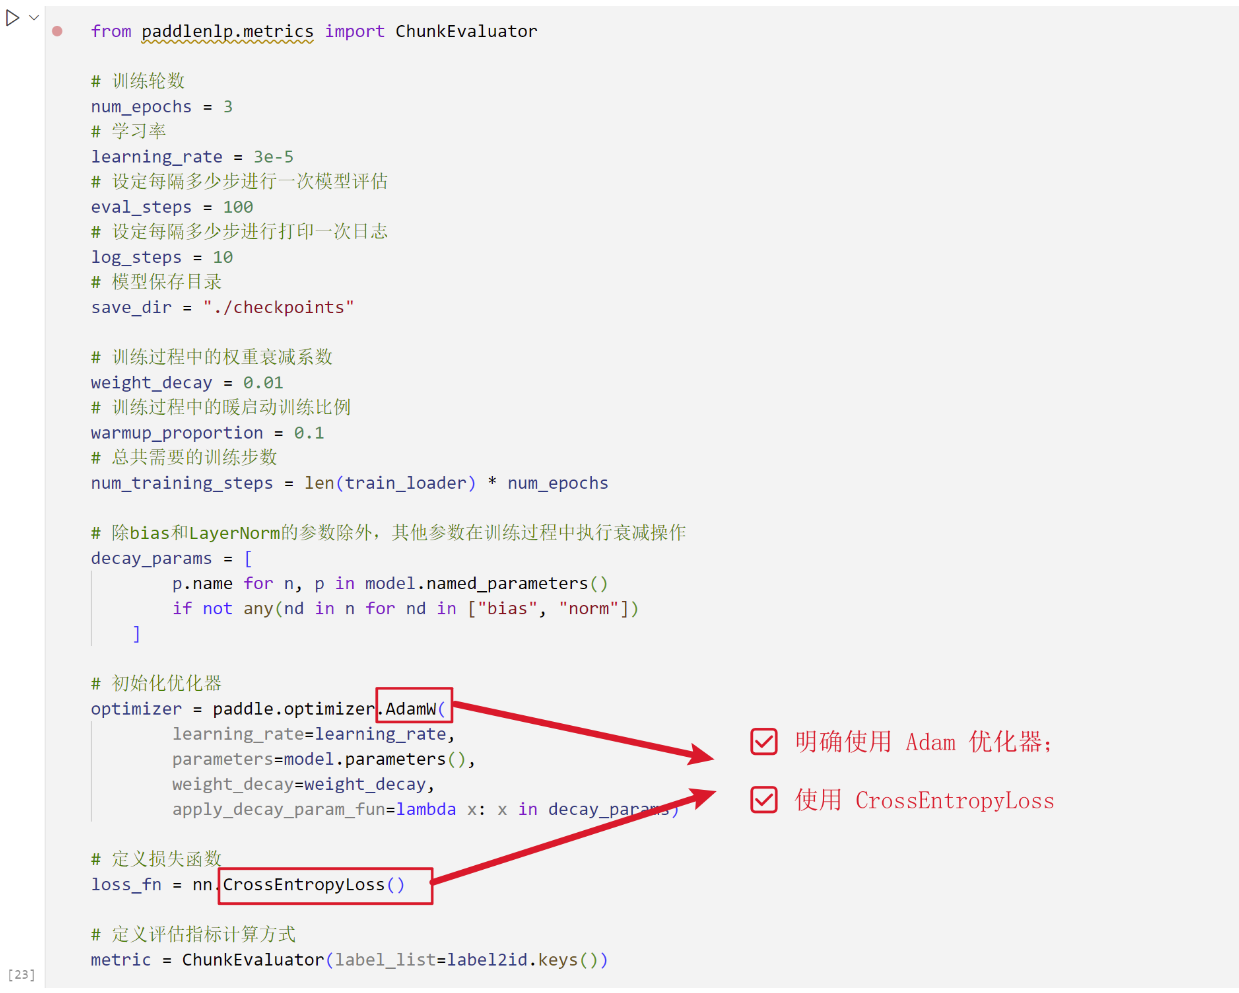 from paddlenlp.metrics import ChunkEvaluator
# 训练轮数
num_epochs = 3
# 学习率
learning_rate = 3e-5
# 设定每隔多少步进行一次模型评估
eval_steps = 100
# 设定每隔多少步进行打印一次日志
log_steps = 10
# 模型保存目录
save_dir = "./checkpoints"
# 训练过程中的权重衰减系数
weight_decay = 0.01
# 训练过程中的暖启动训练比例
warmup_proportion = 0.1
# 总共需要的训练步数
num_training_steps = len(train_loader) * num_epochs
# 除bias和LayerNorm的参数除外，其他参数在训练过程中执行衰减操作
decay_params = [
p.name for n, p in model.named_parameters()
if not any(nd in n for nd in ["bias", "norm"])
]
# 初始化优化器
optimizer = paddle.optimizer.AdamW(
learning_rate=learning_rate,
parameters=model.parameters(),
weight_decay=weight_decay,
apply_decay_param_fun=lambda x: x in decay_params)
明确使用 Adam 优化器；
使用 CrossEntropyLoss
# 定义损失函数
loss_fn = nn.CrossEntropyLoss()
# 定义评估指标计算方式
metric = ChunkEvaluator(label_list=label2id.keys())
[23]